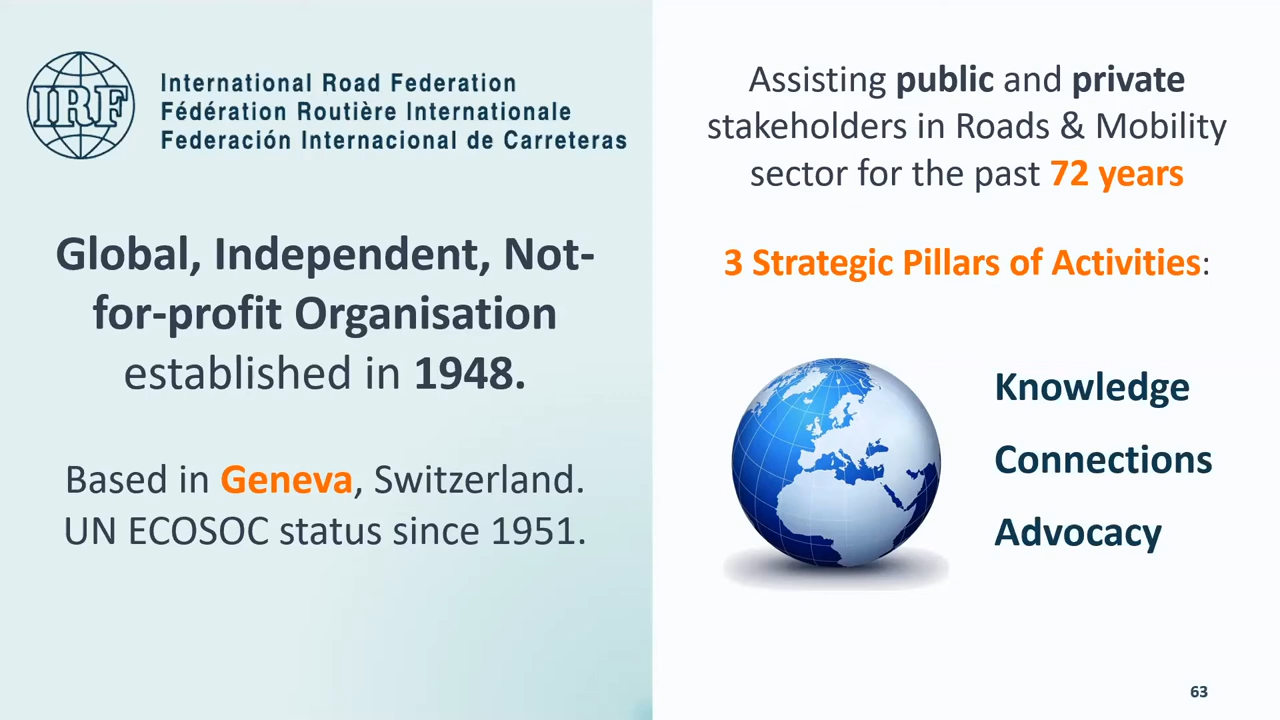 IRF
International Road Federation
Fédération Routière Internationale
Federación Internacional de Carreteras
Global, Independent, Not-
for-profit Organisation
established in 1948.
Based in Geneva, Switzerland.
UN ECOSOC status since 1951.
Assisting public and private
stakeholders in Roads & Mobility
sector for the past 72 years
3 Strategic Pillars of Activities:
Knowledge
Connections
Advocacy
63